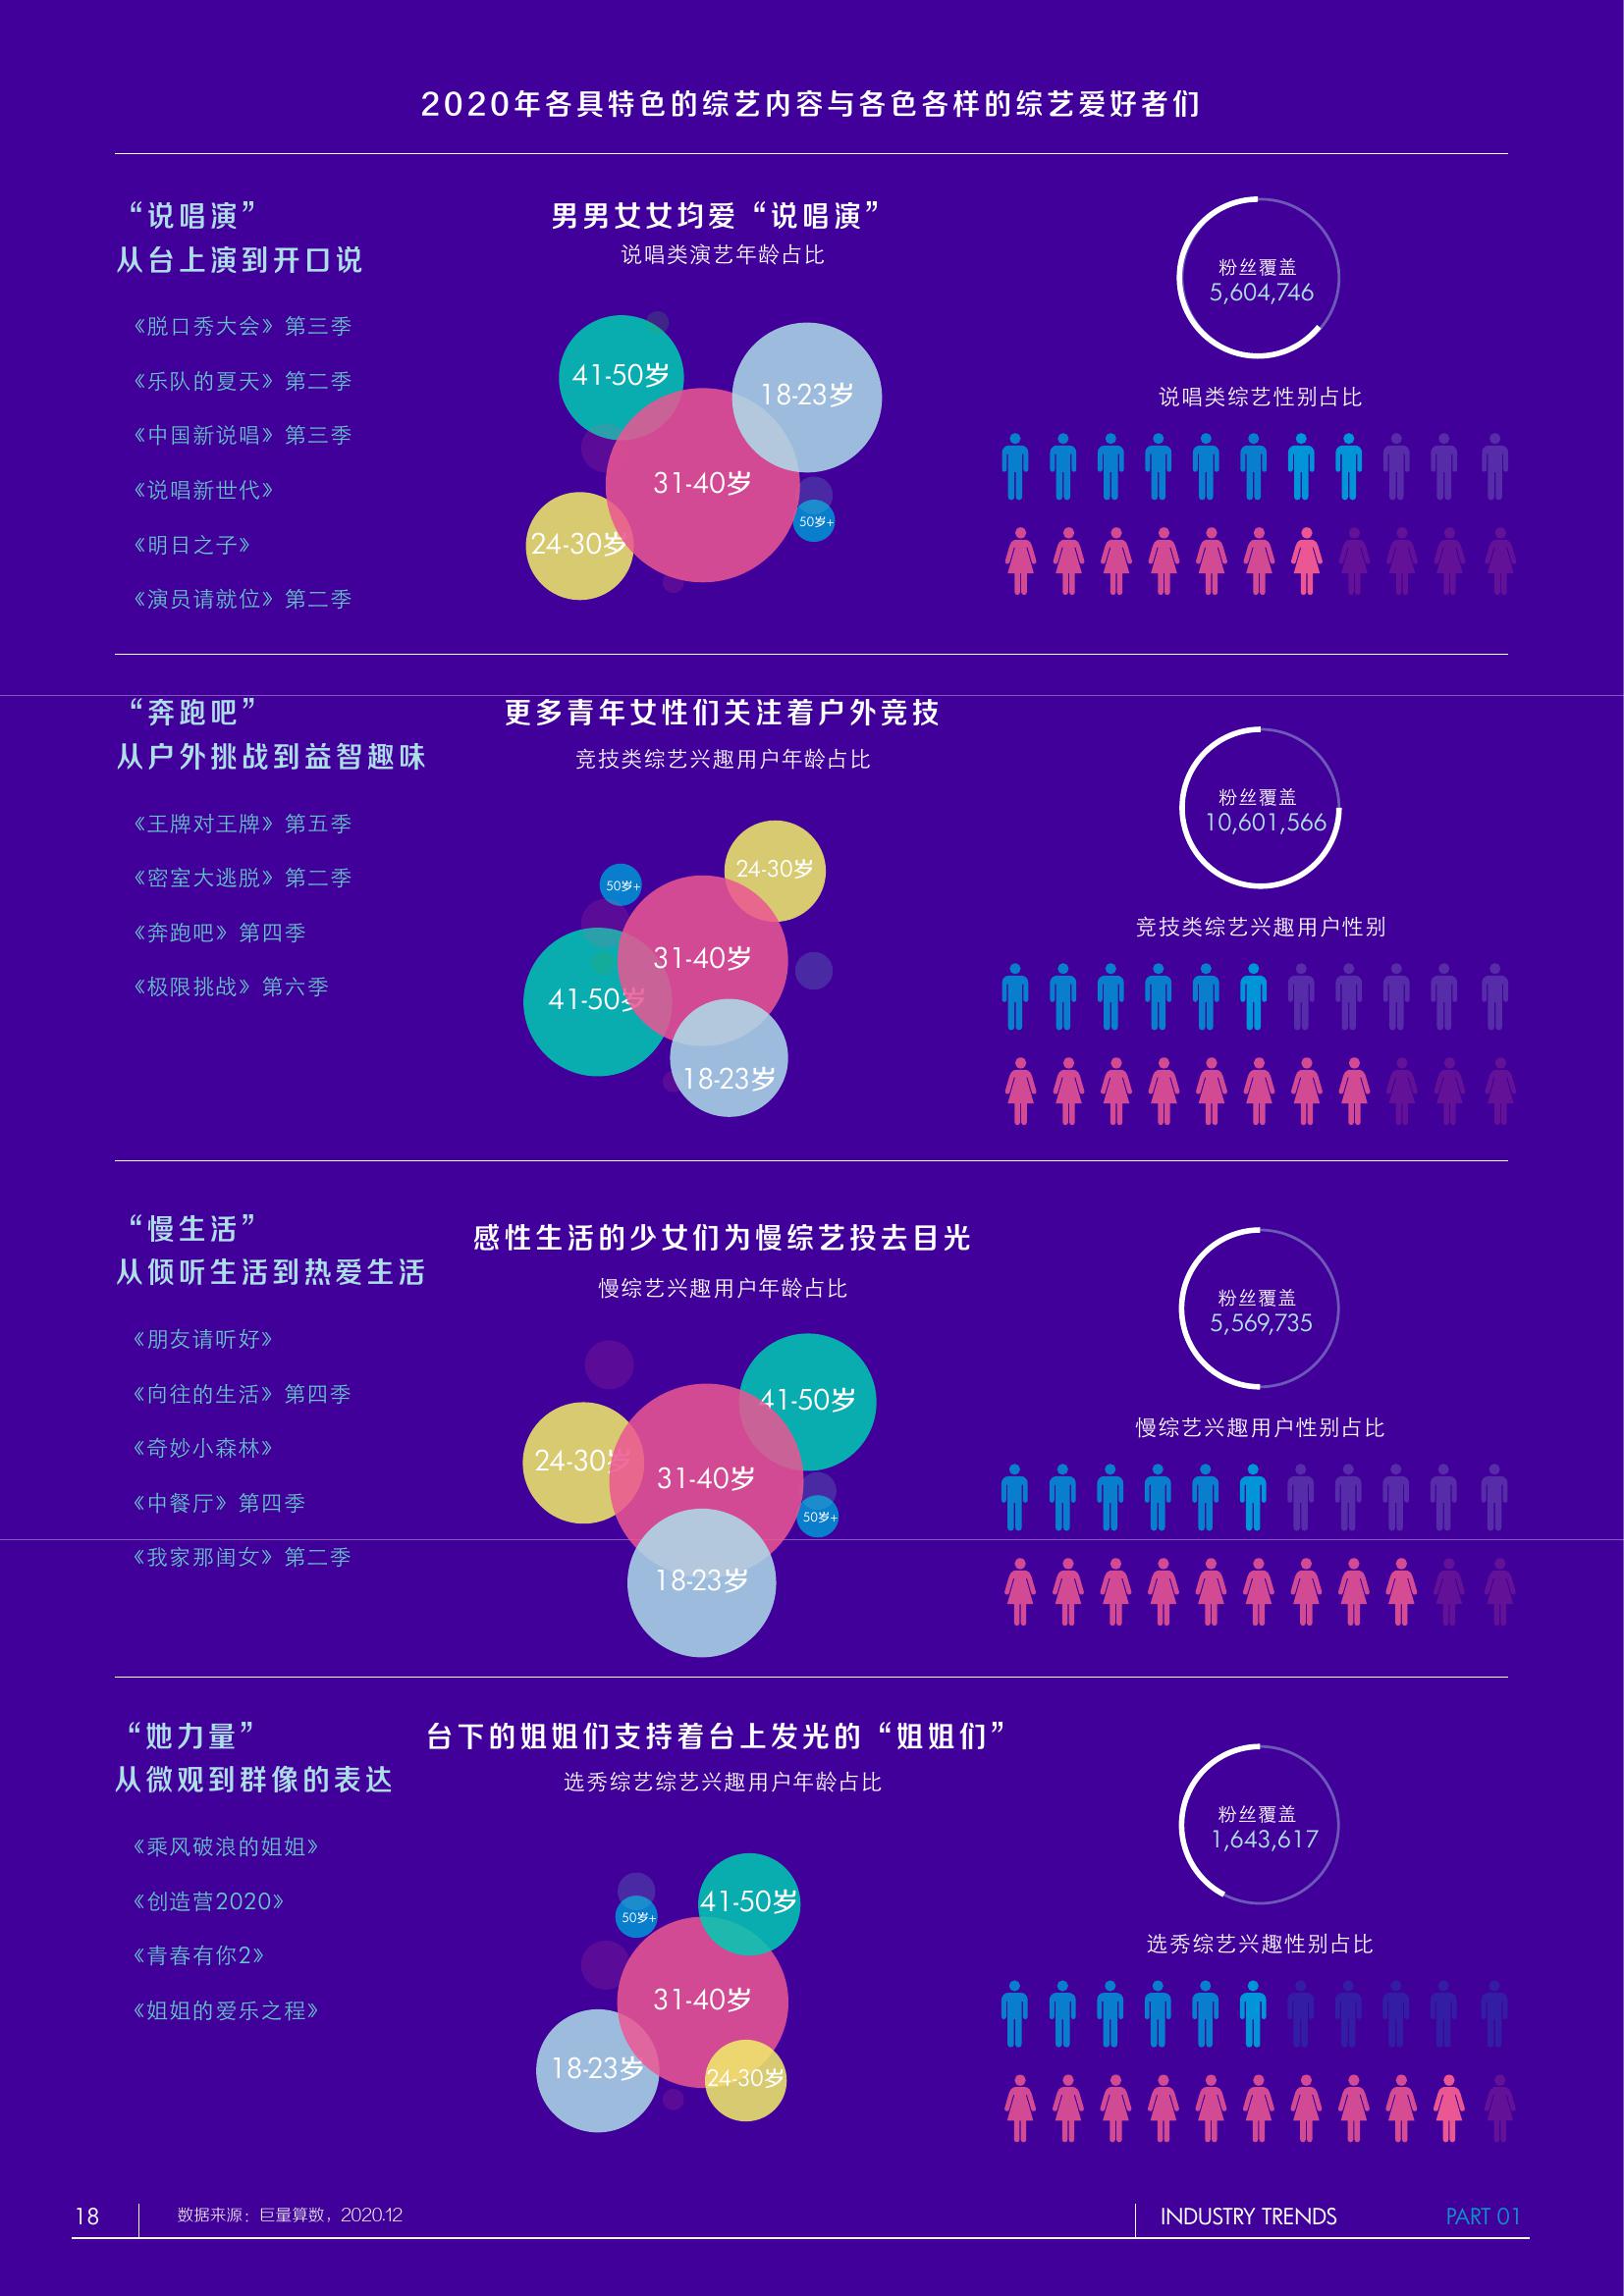 2020年各具特色的综艺内容与各色各样的综艺爱好者们
“说唱演”
从台上演到开口说
《脱口秀大会》第三季
《乐队的夏天》第二季
《中国新说唱》第三季
《说唱新世代》
《明日之子》
《演员请就位》第二季
男男女女均爱“说唱演”
说唱类演艺年龄占比
41-50岁
18-23岁
31-40岁
50岁+
24-30岁
粉丝覆盖
5,604,746
说唱类综艺性别占比
“奔跑吧”
从户外挑战到益智趣味
《王牌对王牌》第五季
《密室大逃脱》第二季
《奔跑吧》第四季
《极限挑战》第六季
更多青年女性们关注着户外竞技
竞技类综艺兴趣用户年龄占比
24-30岁
50岁+
31-40岁
41-50岁
18-23岁
粉丝覆盖
10,601,566
竞技类综艺兴趣用户性别
“慢生活”
从倾听生活到热爱生活
《朋友请听好》
《向往的生活》第四季
《奇妙小森林》
《中餐厅》第四季
《我家那闺女》第二季
感性生活的少女们为慢综艺投去目光
慢综艺兴趣用户年龄占比
41-50岁
24-30岁
31-40岁
50岁+
18-23岁
粉丝覆盖
5,569,735
慢综艺兴趣用户性别占比
“她力量”
从微观到群像的表达
《乘风破浪的姐姐》
《创造营2020》
《青春有你2》
《姐姐的爱乐之程》
台下的姐姐们支持着台上发光的“姐姐们”
选秀综艺综艺兴趣用户年龄占比
41-50岁
50岁+
31-40岁
18-23岁
24-30岁
粉丝覆盖
1,643,617
选秀综艺兴趣性别占比
18
数据来源：巨量算数，2020.12
INDUSTRY TRENDS
PART 01